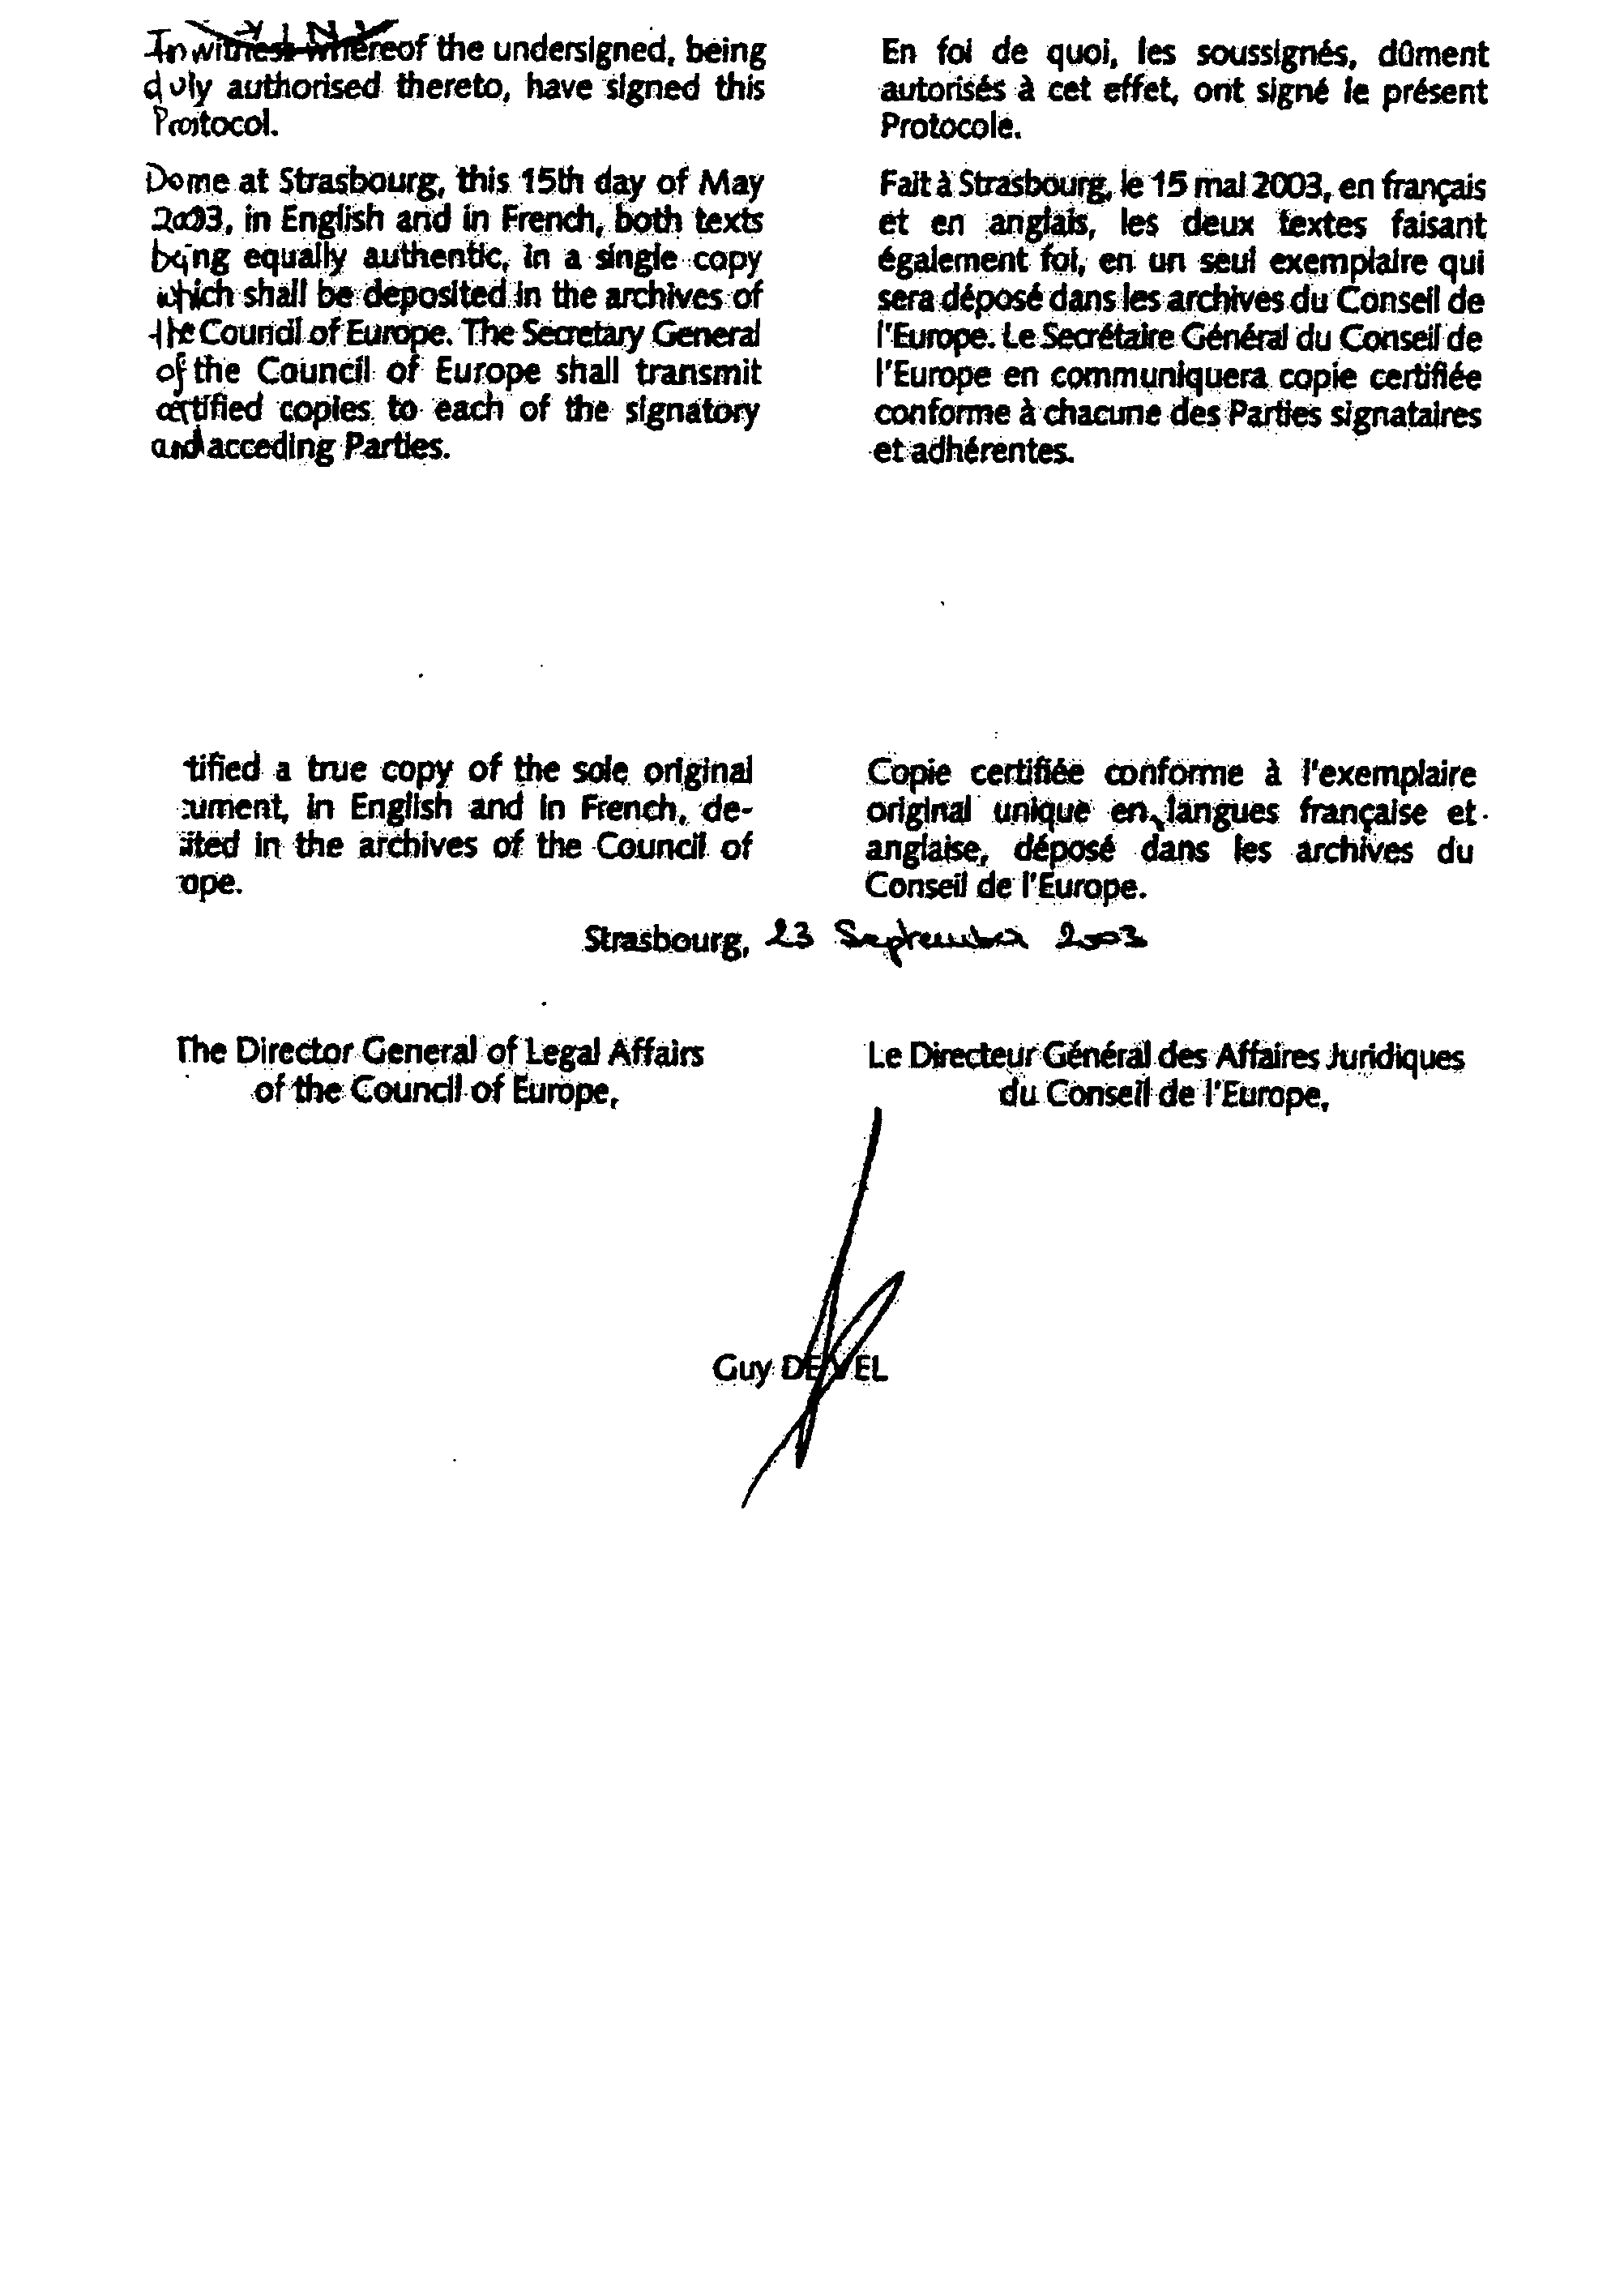 In witness whereof the undersigned, being
duly authorised thereto, have signed this
Protocol.
Done at Strasbourg, this 15th day of May
2003, in English and in French, both texts
being equally authentic, in a single copy
which shall be deposited in the archives of
the Council of Europe. The Secretary General
of the Council of Europe shall transmit
certified copies to each of the signatory
and acceding Parties.
En foi de quoi, les soussignés, dûment
autorisés à cet effet, ont signé le présent
Protocole.
Fait à Strasbourg, le 15 mai 2003, en français
et en anglais, les deux textes faisant
également foi, en un seul exemplaire qui
sera déposé dans les archives du Conseil de
l'Europe. Le Secrétaire Général du Conseil de
l'Europe en communiquera copie certifiée
conforme à chacune des Parties signataires
et adhérentes.
tified a true copy of the sole original
cument, in English and in French, de-
sited in the archives of the Council of
ope.
Copie certifiée conforme à l'exemplaire
original unique en langues française et
anglaise, déposé dans les archives du
Conseil de l'Europe.
Strasbourg, 23 September 2003
The Director General of Legal Affairs
of the Council of Europe,
Le Directeur Général des Affaires Juridiques
du Conseil de l'Europe,
Guy DE VEL